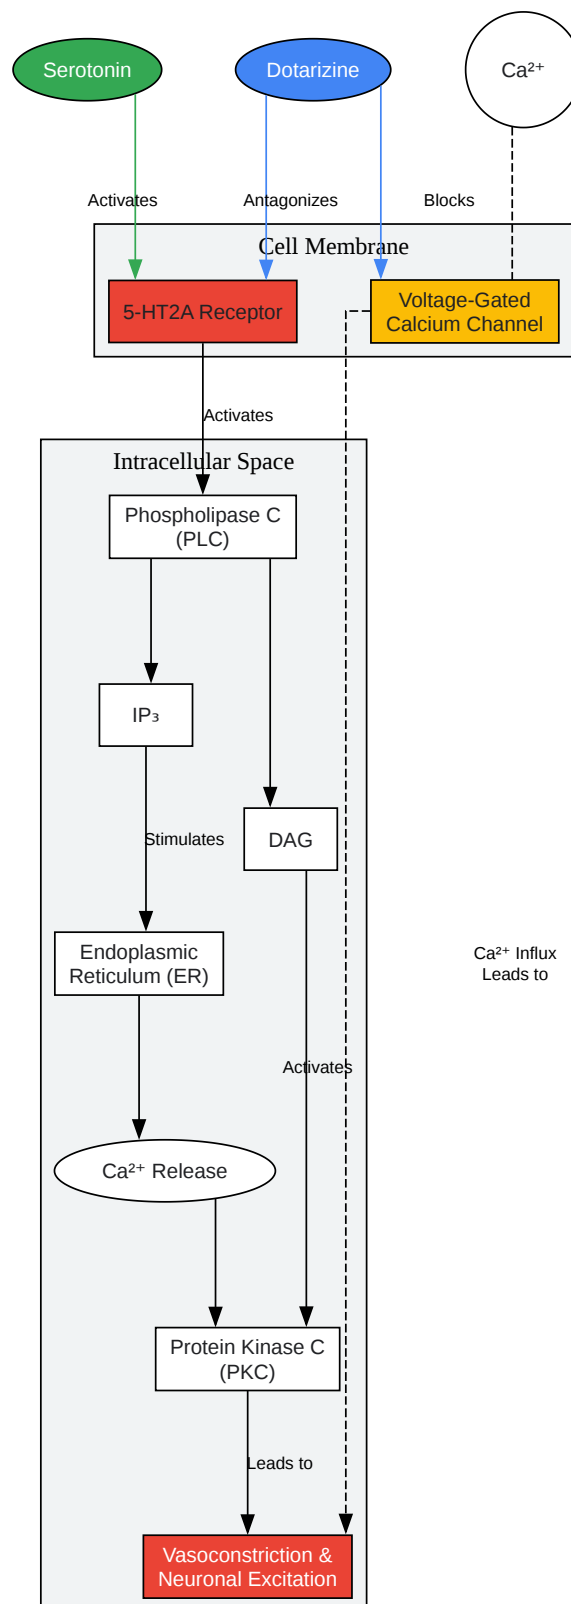 Serotonin
Dotarizine
Ca²⁺
Activates
Antagonizes
Blocks
Cell Membrane
5-HT2A Receptor
Voltage-Gated
Calcium Channel
Activates
Intracellular Space
Phospholipase C
(PLC)
IP₃
Stimulates
DAG
Endoplasmic
Reticulum (ER)
Ca²⁺ Influx
Leads to
Activates
Ca²⁺ Release
Protein Kinase C
(PKC)
Leads to
Vasoconstriction &
Neuronal Excitation